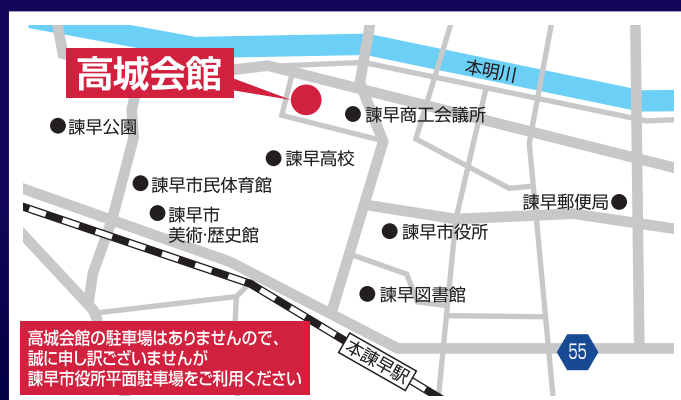 本明川
高城会館
諫早商工会議所
諫早公園
諫早高校
諫早市民体育館
諫早郵便局
諫早市
美術・歴史館
諫早市役所
諫早図書館
高城会館の駐車場はありませんので、
誠に申し訳ございませんが
諫早市役所平面駐車場をご利用ください
本諫早駅
55